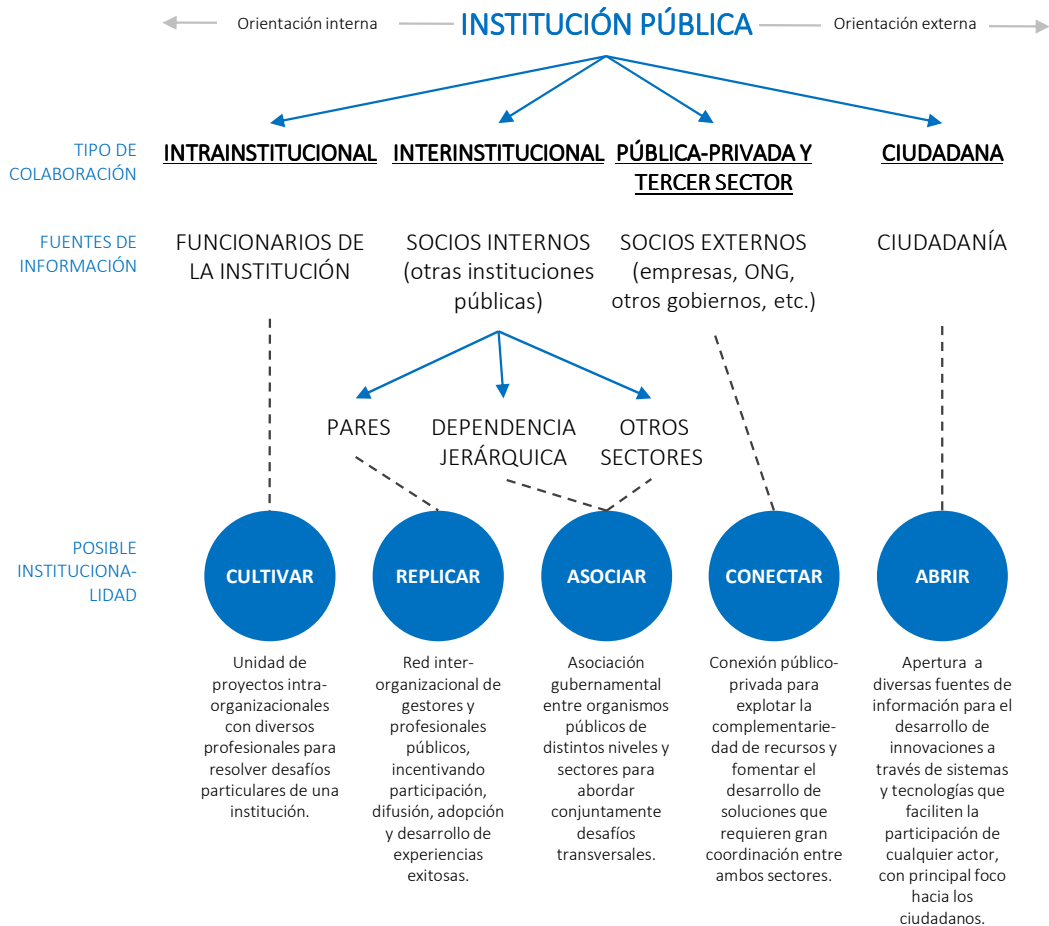 Orientación interna
INSTITUCIÓN PÚBLICA
Orientación externa
TIPO DE
COLABORACIÓN
INTRAINSTITUCIONAL
INTERINSTITUCIONAL
PÚBLICA-PRIVADA Y
TERCER SECTOR
CIUDADANA
FUENTES DE
INFORMACIÓN
FUNCIONARIOS DE
LA INSTITUCIÓN
SOCIOS INTERNOS
(otras instituciones
públicas)
SOCIOS EXTERNOS
(empresas, ONG,
otros gobiernos, etc.)
CIUDADANÍA
PARES
DEPENDENCIA
JERÁRQUICA
OTROS
SECTORES
POSIBLE
INSTITUCIONA-
LIDAD
CULTIVAR
REPLICAR
ASOCIAR
CONECTAR
ABRIR
Unidad de
proyectos intra-
organizacionales
con diversos
profesionales para
resolver desafíos
particulares de una
institución.
Red inter-
organizacional de
gestores y
profesionales
públicos,
incentivando
participación,
difusión, adopción
y desarrollo de
experiencias
exitosas.
Asociación
gubernamental
entre organismos
públicos de
distintos niveles y
sectores para
abordar
conjuntamente
desafíos
transversales.
Conexión público-
privada para
explotar la
complementarie-
dad de recursos y
fomentar el
desarrollo de
soluciones que
requieren gran
coordinación entre
ambos sectores.
Apertura a
diversas fuentes de
información para el
desarrollo de
innovaciones a
través de sistemas
y tecnologías que
faciliten la
participación de
cualquier actor,
con principal foco
hacia los
ciudadanos.